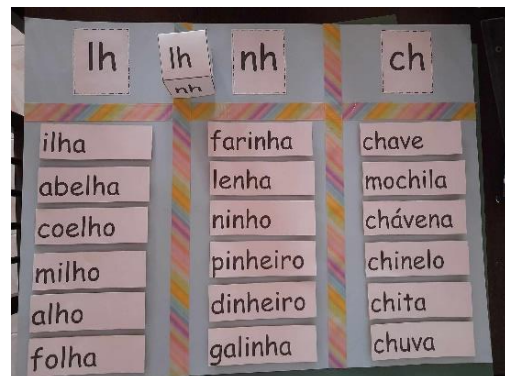 lh
lh
nh
nh
ch
ilha
abelha
coelho
milho
alho
folha
farinha
lenha
ninho
pinheiro
dinheiro
galinha
chave
mochila
chávena
chinelo
chita
chuva